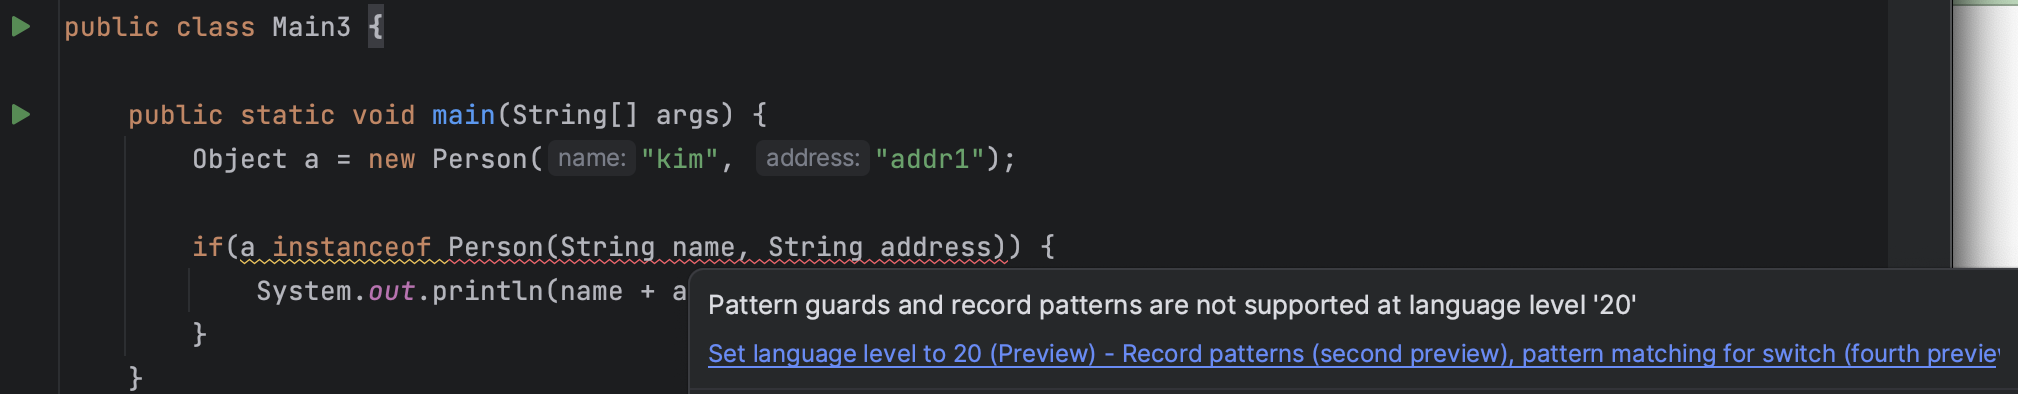 public class Main3 {
public static void main(String[] args) {
Object a = new Person( name: "kim", address: "addr1");
if(a instanceof Person(String name, String address)) {
System.out.println(name + a
Pattern guards and record patterns are not supported at language level '20'
}
Set language level to 20 (Preview) - Record patterns (second preview), pattern matching for switch (fourth previe
}